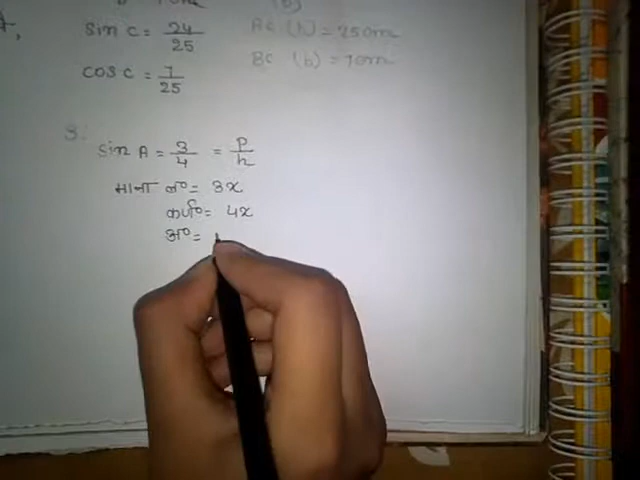 sin C = 24/25 AC (h) = 250m
cos C = 7/25 BC (b) = 70m
3.
sin A = 3/4 = P/h
माना ल० = 3x
कर्ण० = 4x
आ० =